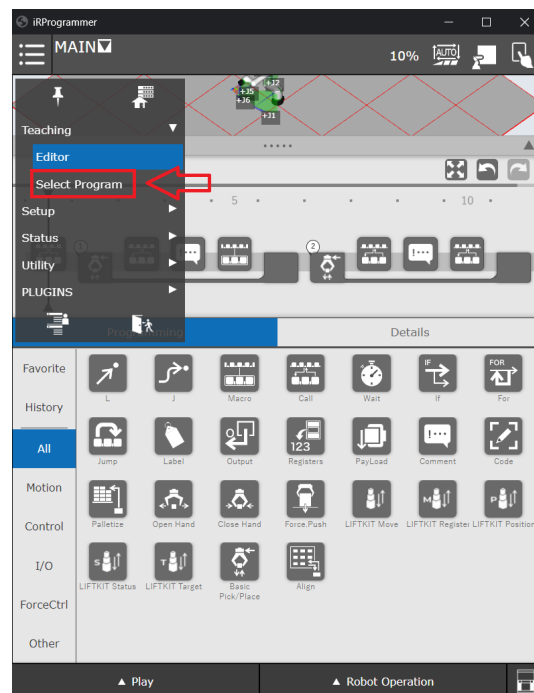 iRProgrammer
MAIN
10%
AUTO
+J2
+J5
+J6
+J1
Teaching
Editor
Select Program
Setup
Status
Utility
PLUGINS
5
10
1
2
Programming
Details
Favorite
History
All
Motion
Control
I/O
ForceCtrl
Other
L
J
Macro
Call
Wait
IF
If
FOR
For
Jump
Label
Output
123
Registers
PayLoad
Comment
Code
Palletize
Open Hand
Close Hand
Force.Push
LIFTKIT Move
M
LIFTKIT Register
P
LIFTKIT Position
S
LIFTKIT Status
T
LIFTKIT Target
Basic
Pick/Place
Align
Play
Robot Operation